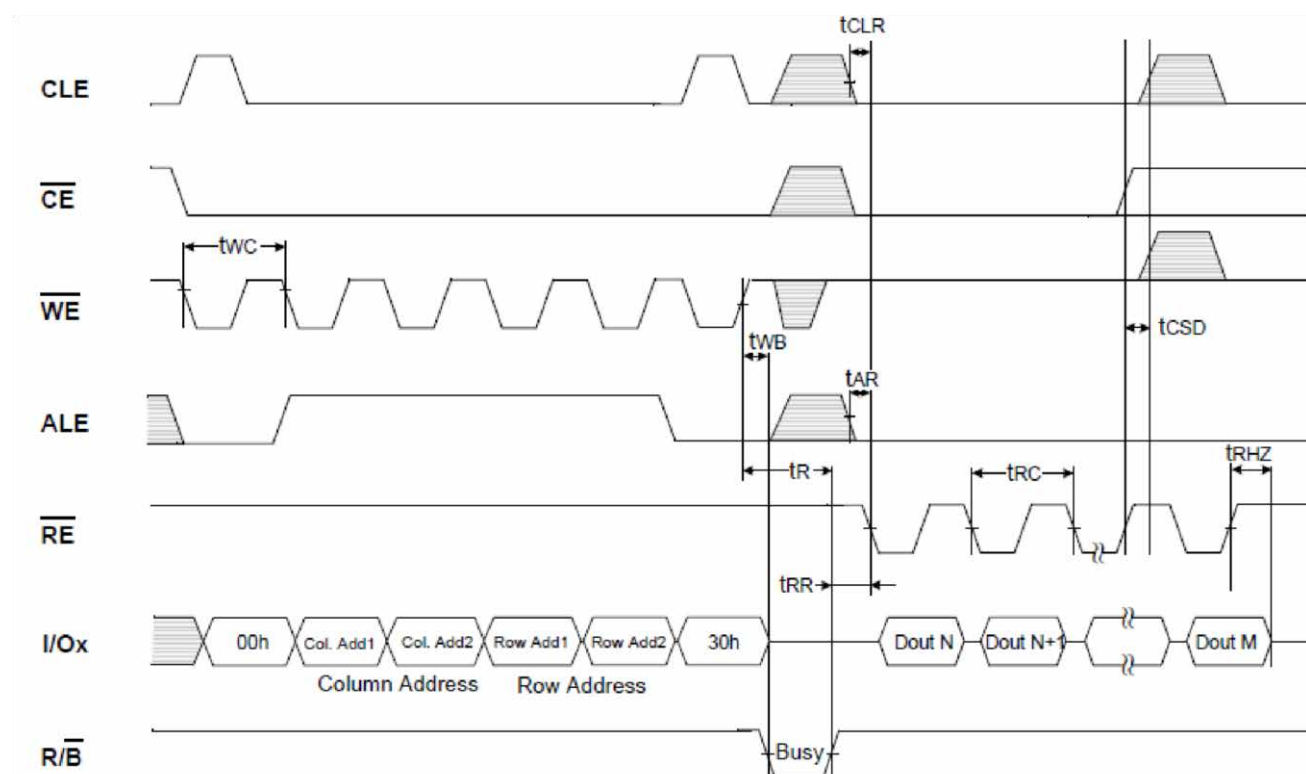 tCLR
CLE
CE
tWC
WE
tWB
tCSD
tAR
ALE
tR
tRC
tRHZ
RE
tRR
I/Ox
00h
Col. Add1
Col. Add2
Row Add1
Row Add2
30h
Dout N
Dout N+1
Dout M
Column Address
Row Address
R/B
Busy